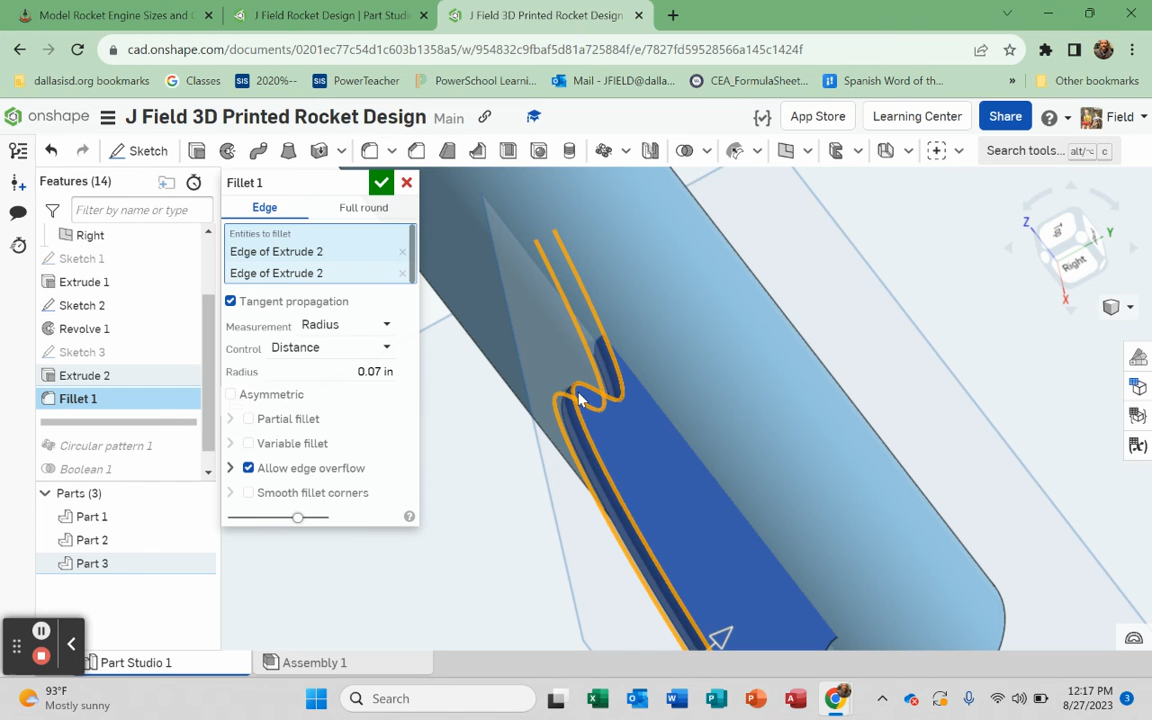 Model Rocket Engine Sizes and C
J Field Rocket Design | Part Studi
J Field 3D Printed Rocket Design
cad.onshape.com/documents/0201ec77c54d1c603b1358a5/w/954832c9fbaf5d81a725884f/e/7827fd59528566a145c1424f
dallasisd.org bookmarks
Classes
SIS 2020%--
SIS PowerTeacher
PowerSchool Learni...
Mail - JFIELD@dalla...
CEA_FormulaSheet...
Spanish Word of th...
»
Other bookmarks
onshape
J Field 3D Printed Rocket Design
Main
App Store
Learning Center
Share
Field
Sketch
Search tools...
alt/⌥
c
Features (14)
Filter by name or type
Right
Sketch 1
Extrude 1
Sketch 2
Revolve 1
Sketch 3
Extrude 2
Fillet 1
Circular pattern 1
Boolean 1
Parts (3)
Part 1
Part 2
Part 3
Fillet 1
Edge
Full round
Entities to fillet
Edge of Extrude 2
Edge of Extrude 2
Tangent propagation
Measurement Radius
Control Distance
Radius 0.07 in
Asymmetric
Partial fillet
Variable fillet
Allow edge overflow
Smooth fillet corners
Z
Y
Right
X
Part Studio 1
Assembly 1
93°F
Mostly sunny
Search
12:17 PM
8/27/2023
3